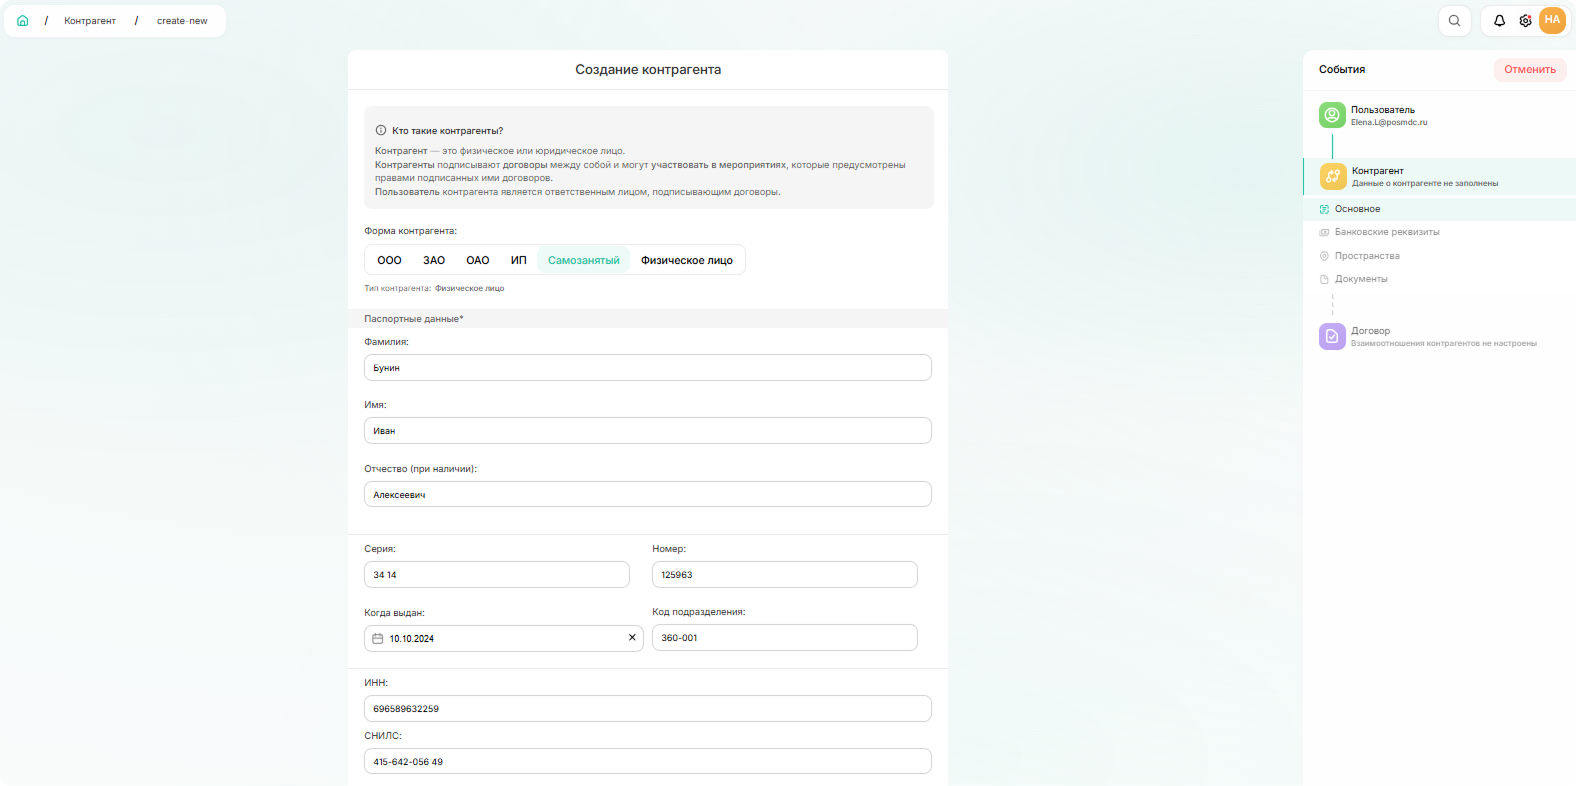 / Контрагент / create-new
НА
Создание контрагента
Кто такие контрагенты?
Контрагент — это физическое или юридическое лицо.
Контрагенты подписывают договоры между собой и могут участвовать в мероприятиях, которые предусмотрены
правами подписанных ими договоров.
Пользователь контрагента является ответственным лицом, подписывающим договоры.
Форма контрагента:
ООО ЗАО ОАО ИП Самозанятый Физическое лицо
Тип контрагента: Физическое лицо
Паспортные данные*
Фамилия:
Бунин
Имя:
Иван
Отчество (при наличии):
Алексеевич
Серия: Номер:
34 14 125963
Когда выдан: Код подразделения:
10.10.2024 360-001
ИНН:
696589632259
СНИЛС:
415-642-056 49
События Отменить
Пользователь
Elena.L@posmdc.ru
Контрагент
Данные о контрагенте не заполнены
Основное
Банковские реквизиты
Пространства
Документы
Договор
Взаимоотношения контрагентов не настроены